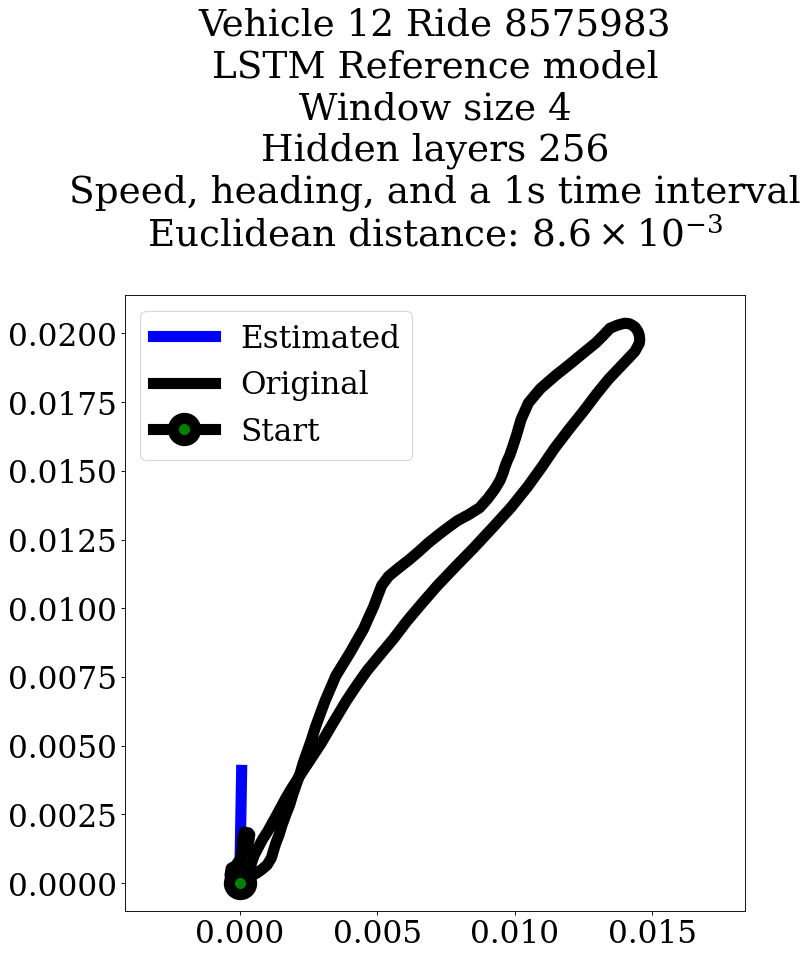 Vehicle 12 Ride 8575983
LSTM Reference model
Window size 4
Hidden layers 256
Speed, heading, and a 1s time interval
Euclidean distance: 8.6 × 10⁻³
Estimated
Original
Start
0.0200
0.0175
0.0150
0.0125
0.0100
0.0075
0.0050
0.0025
0.0000
0.000 0.005 0.010 0.015